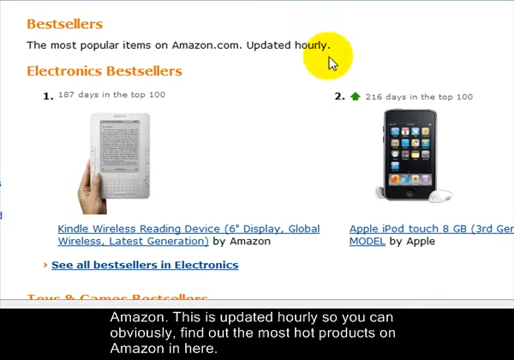 Bestsellers
The most popular items on Amazon.com. Updated hourly.
Electronics Bestsellers
1. 187 days in the top 100
2. 216 days in the top 100
Kindle Wireless Reading Device (6" Display, Global
Wireless, Latest Generation) by Amazon
Apple iPod touch 8 GB (3rd Gen
MODEL by Apple
› See all bestsellers in Electronics
Toys & Games Bestsellers
Amazon. This is updated hourly so you can
obviously, find out the most hot products on
Amazon in here.